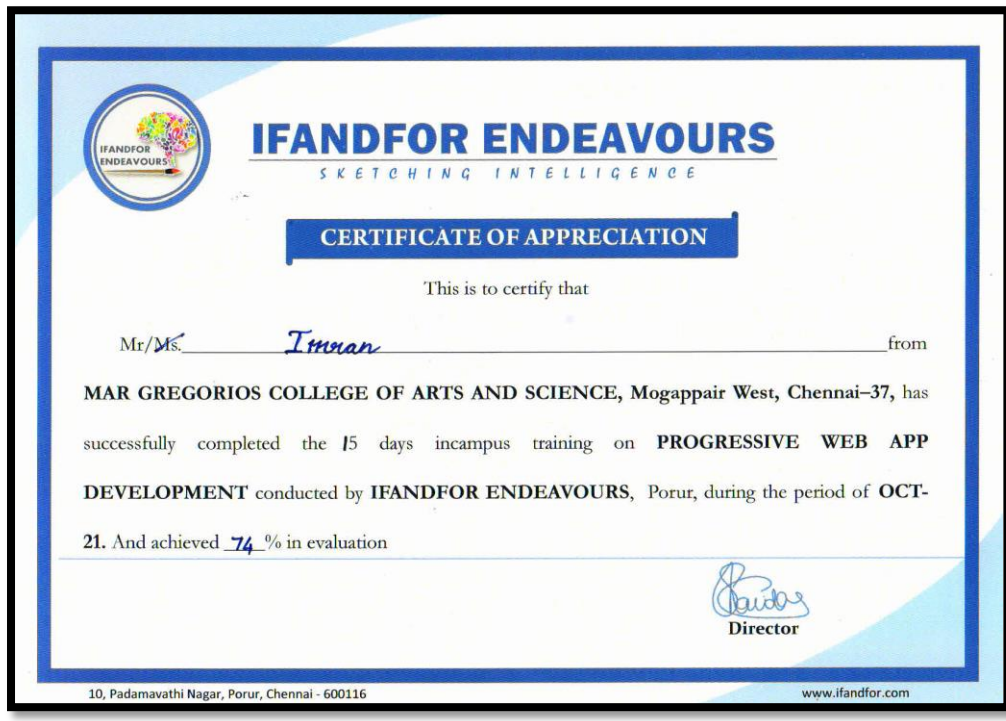 IFANDFOR
ENDEAVOURS
IFANDFOR ENDEAVOURS
SKETCHING INTELLIGENCE
CERTIFICATE OF APPRECIATION
This is to certify that
Mr/Ms. Imran from
MAR GREGORIOS COLLEGE OF ARTS AND SCIENCE, Mogappair West, Chennai–37, has
successfully completed the 15 days incampus training on PROGRESSIVE WEB APP
DEVELOPMENT conducted by IFANDFOR ENDEAVOURS, Porur, during the period of OCT-
21. And achieved 74 % in evaluation
Director
10, Padamavathi Nagar, Porur, Chennai - 600116
www.ifandfor.com